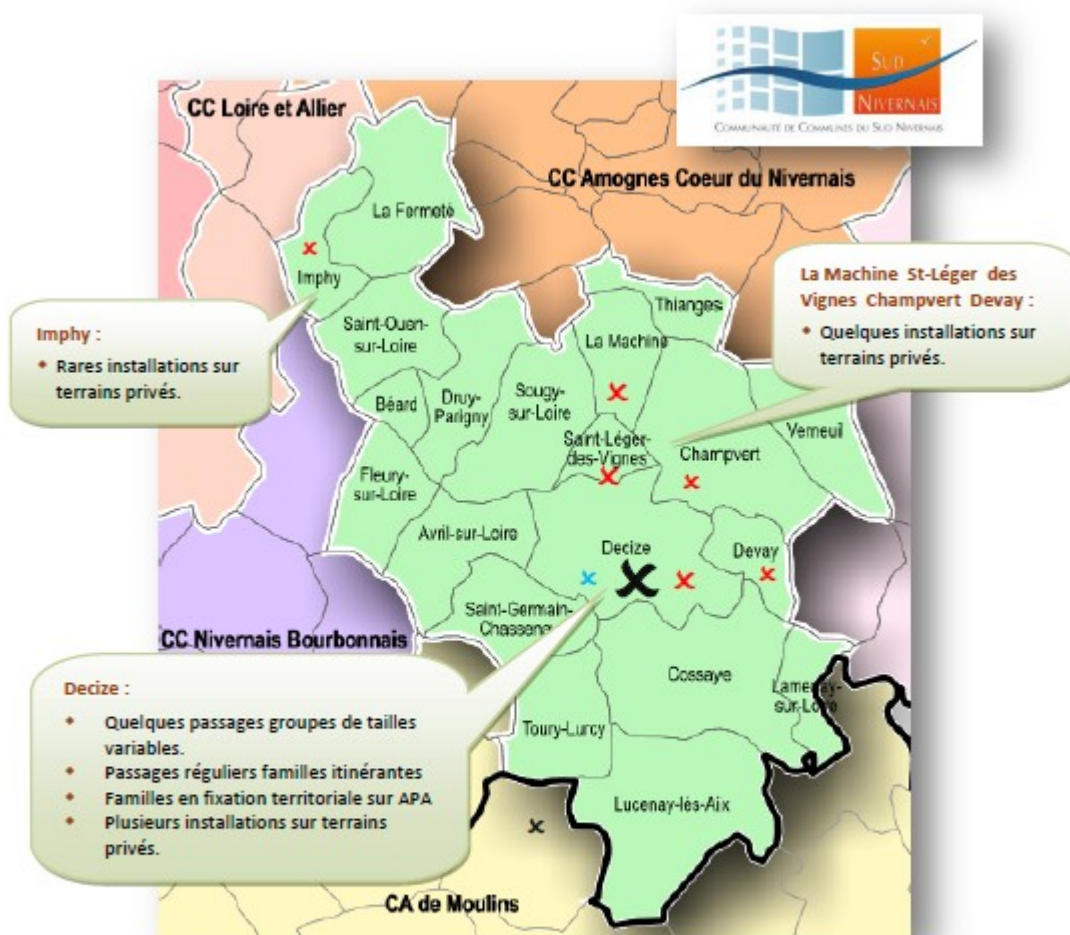 SUD
NIVERNAIS
COMMUNAUTÉ DE COMMUNES DU SUD NIVERNAIS
CC Loire et Allier
CC Amognes Coeur du Nivernais
La Fermeté
Imphy
Imphy :
• Rares installations sur
terrains privés.
La Machine St-Léger des
Vignes Champvert Devay :
• Quelques installations sur
terrains privés.
Thianges
Saint-Ouen-
sur-Loire
La Machine
Béard
Druy-
Parigny
Sougy-
sur-Loire
Saint-Léger-
des-Vignes
Champvert
Verneuil
Fleury-
sur-Loire
Avril-sur-Loire
Decize
Devay
Saint-Germain-
Chassenay
CC Nivernais Bourbonnais
Decize :
• Quelques passages groupes de tailles
variables.
• Passages réguliers familles itinérantes
• Familles en fixation territoriale sur APA
• Plusieurs installations sur terrains
privés.
Cossaye
Lamenay-
sur-Loire
Toury-Lurcy
Lucenay-lés-Aix
CA de Moulins